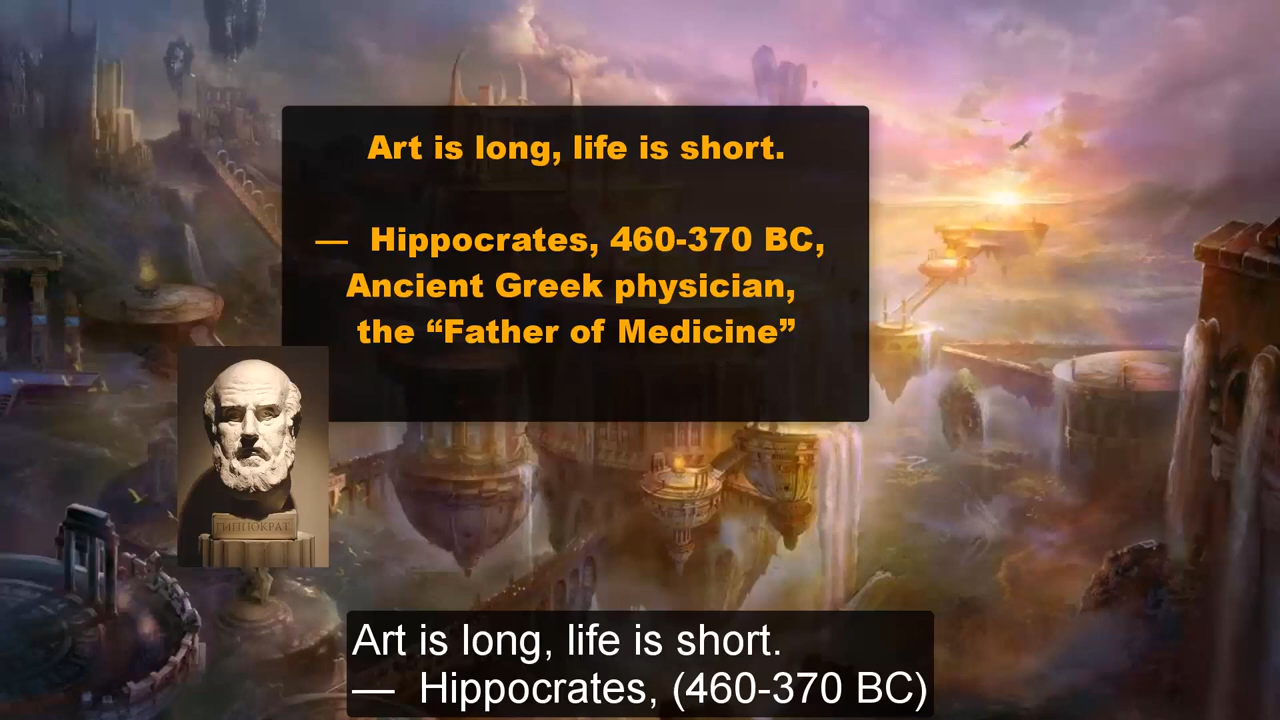 Art is long, life is short.
— Hippocrates, 460-370 BC,
Ancient Greek physician,
the “Father of Medicine”
ГИППОКРАТ
Art is long, life is short.
— Hippocrates, (460-370 BC)